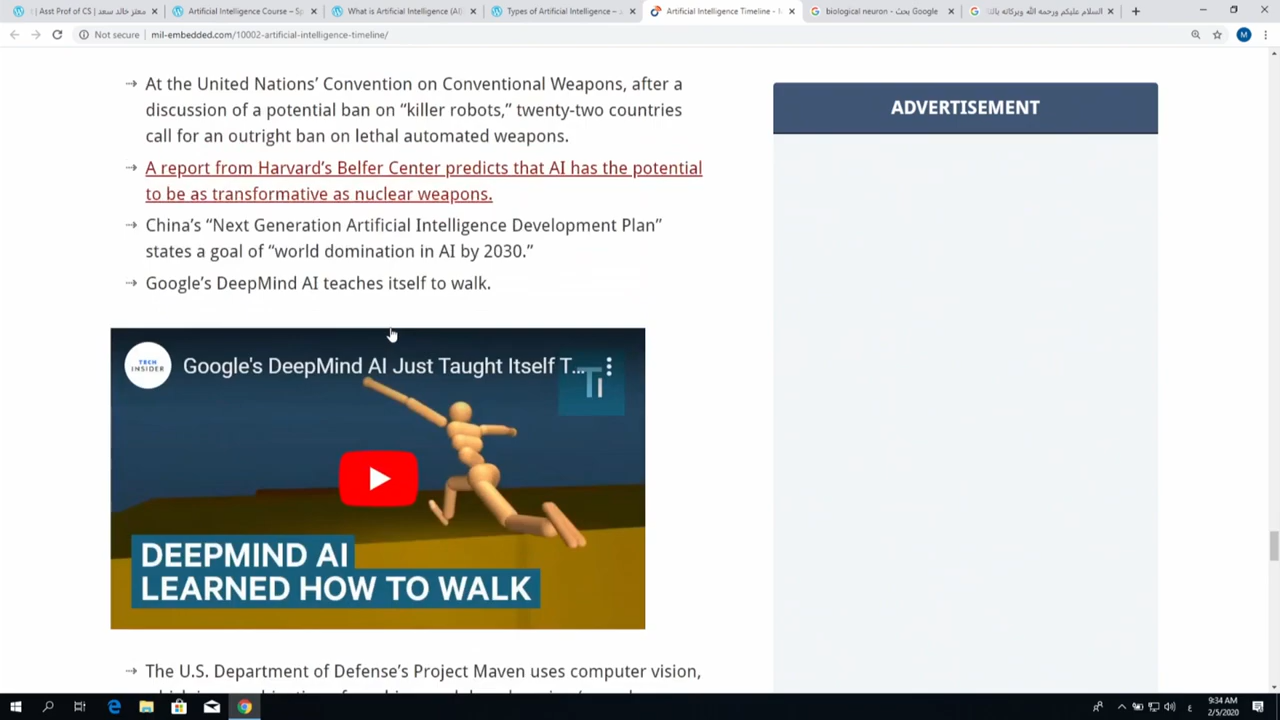 معتز خالد سعد | Asst Prof of CS |
Artificial Intelligence Course – Sp
What is Artificial Intelligence (AI)
Types of Artificial Intelligence –
Artificial Intelligence Timeline - 
biological neuron - بحث Google
السلام عليكم ورحمه الله وبركاته
Not secure | mil-embedded.com/10002-artificial-intelligence-timeline/
M
→ At the United Nations’ Convention on Conventional Weapons, after a
discussion of a potential ban on “killer robots,” twenty-two countries
call for an outright ban on lethal automated weapons.
→ A report from Harvard’s Belfer Center predicts that AI has the potential
to be as transformative as nuclear weapons.
→ China’s “Next Generation Artificial Intelligence Development Plan”
states a goal of “world domination in AI by 2030.”
→ Google’s DeepMind AI teaches itself to walk.
ADVERTISEMENT
TECH
INSIDER
Google's DeepMind AI Just Taught Itself T...
TI
DEEPMIND AI
LEARNED HOW TO WALK
→ The U.S. Department of Defense’s Project Maven uses computer vision,
ع
9:34 AM
2/5/2020